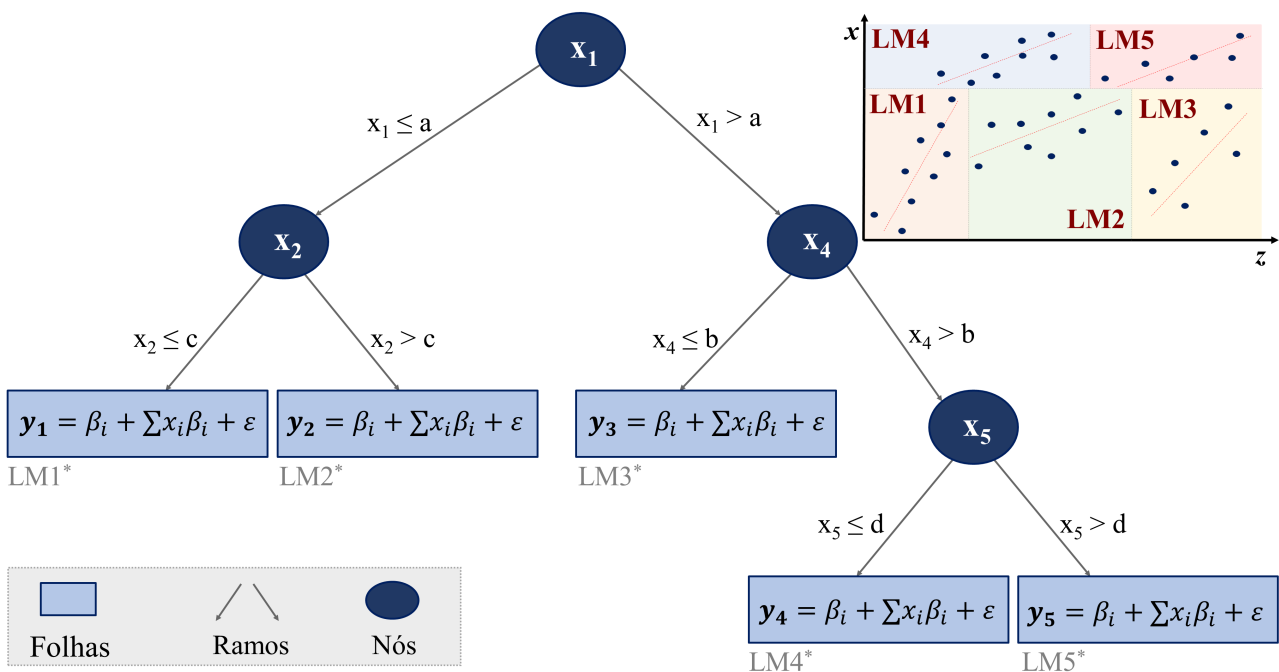 x₁
x₁ ≤ a
x₁ > a
x₂
x₄
x₂ ≤ c
x₂ > c
x₄ ≤ b
x₄ > b
y₁ = βᵢ + ∑xᵢβᵢ + ε
y₂ = βᵢ + ∑xᵢβᵢ + ε
y₃ = βᵢ + ∑xᵢβᵢ + ε
LM1*
LM2*
LM3*
x₅
x₅ ≤ d
x₅ > d
y₄ = βᵢ + ∑xᵢβᵢ + ε
y₅ = βᵢ + ∑xᵢβᵢ + ε
LM4*
LM5*
x
LM4
LM5
LM1
LM3
LM2
z
Folhas
Ramos
Nós